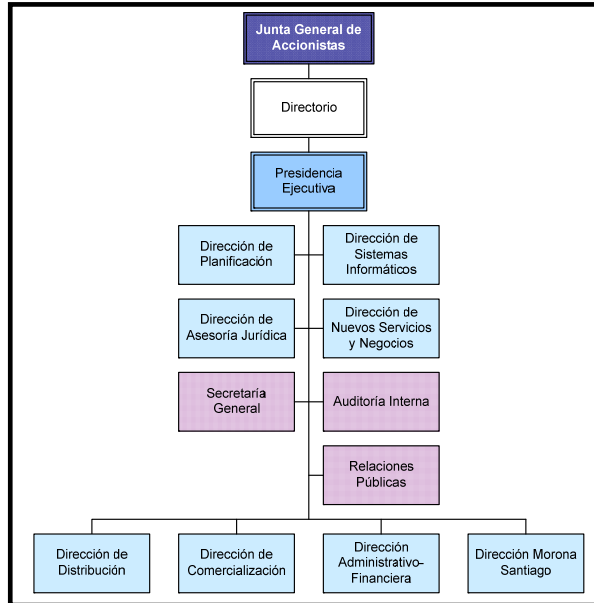 Junta General de
Accionistas
Directorio
Presidencia
Ejecutiva
Dirección de
Planificación
Dirección de
Sistemas
Informáticos
Dirección de
Asesoría Jurídica
Dirección de
Nuevos Servicios
y Negocios
Secretaría
General
Auditoría Interna
Relaciones
Públicas
Dirección de
Distribución
Dirección de
Comercialización
Dirección
Administrativo-
Financiera
Dirección Morona
Santiago